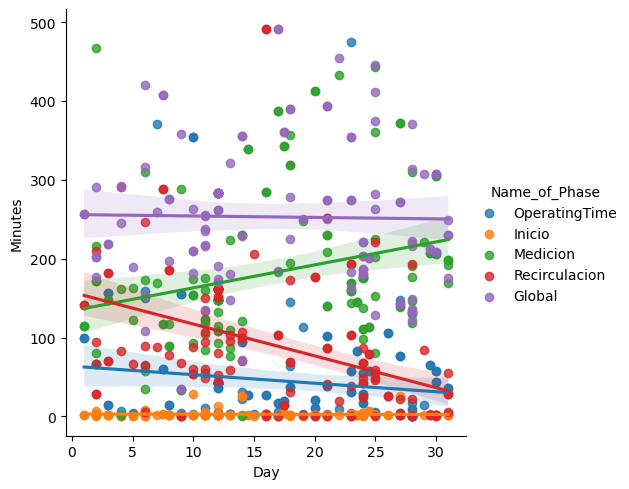 500
400
300
200
100
0
Minutes
0 5 10 15 20 25 30
Day
Name_of_Phase
OperatingTime
Inicio
Medicion
Recirculacion
Global